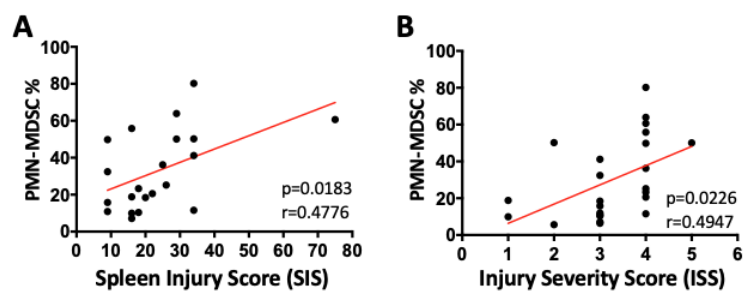 A
PMN-MDSC %
100
80
60
40
20
0
0 10 20 30 40 50 60 70 80
p=0.0183
r=0.4776
Spleen Injury Score (SIS)
B
PMN-MDSC %
100
80
60
40
20
0
0 1 2 3 4 5 6
p=0.0226
r=0.4947
Injury Severity Score (ISS)